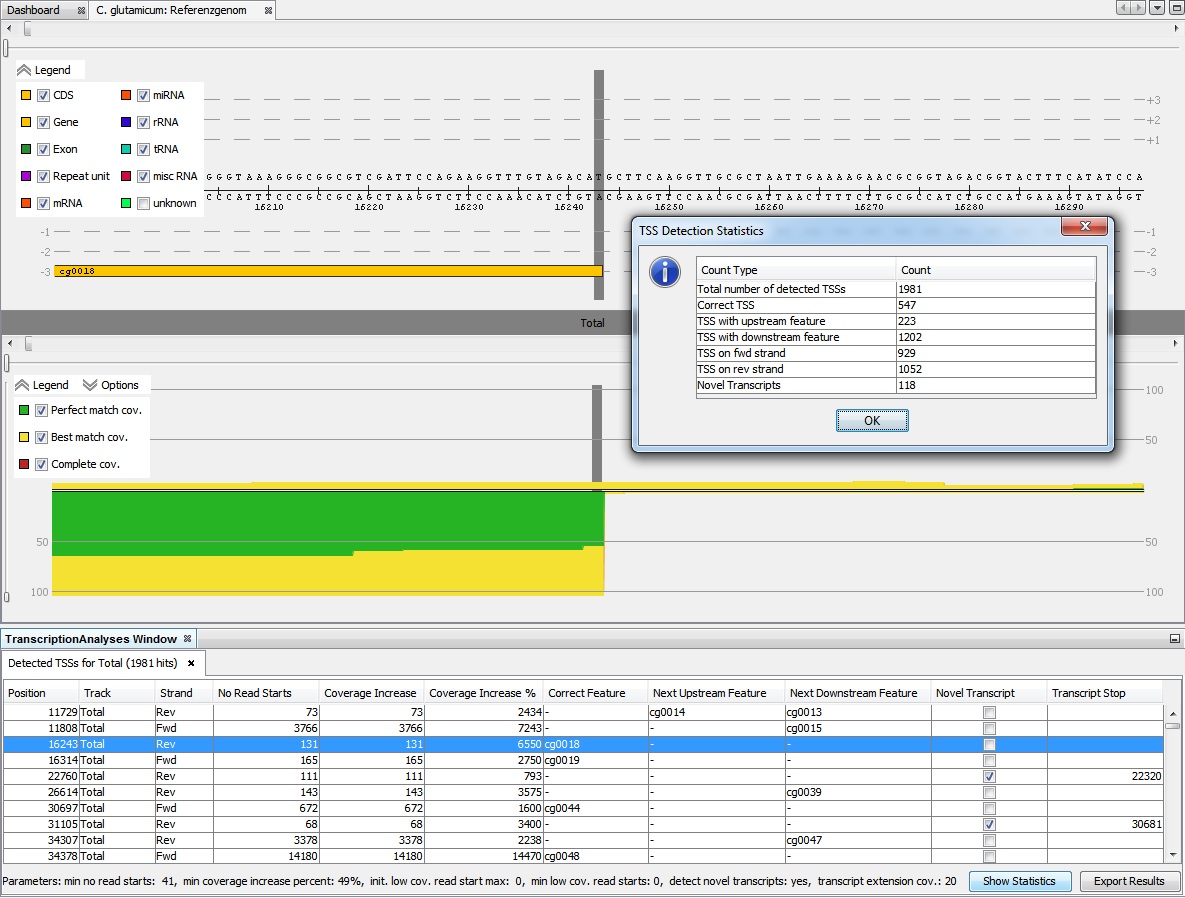 Dashboard
C. glutamicum: Referenzgenom
Legend
CDS miRNA
Gene rRNA
Exon tRNA
Repeat unit misc RNA
mRNA unknown
+3
+2
+1
16210 16220 16230 16240 16250 16260 16270 16280 16290
-1 -1
-2 -2
-3 cg0018 -3
Total
TSS Detection Statistics
Count Type Count
Total number of detected TSSs 1981
Correct TSS 547
TSS with upstream feature 223
TSS with downstream feature 1202
TSS on fwd strand 929
TSS on rev strand 1052
Novel Transcripts 118
OK
Legend Options
Perfect match cov.
Best match cov.
Complete cov.
100
50
50 50
100 100
TranscriptionAnalyses Window
Detected TSSs for Total (1981 hits)
Position Track Strand No Read Starts Coverage Increase Coverage Increase % Correct Feature Next Upstream Feature Next Downstream Feature Novel Transcript Transcript Stop
11729 Total Rev 73 73 2434 - cg0014 cg0013
11808 Total Fwd 3766 3766 7243 - - cg0015
16243 Total Rev 131 131 6550 cg0018 - -
16314 Total Fwd 165 165 2750 cg0019 - -
22760 Total Rev 111 111 793 - - - 22320
26614 Total Rev 143 143 3575 - - cg0039
30697 Total Fwd 672 672 1600 cg0044 - -
31105 Total Rev 68 68 3400 - - - 30681
34307 Total Rev 3378 3378 2238 - - cg0047
34378 Total Fwd 14180 14180 14470 cg0048 - -
Parameters: min no read starts: 41, min coverage increase percent: 49%, init. low cov. read start max: 0, min low cov. read starts: 0, detect novel transcripts: yes, transcript extension cov.: 20
Show Statistics
Export Results